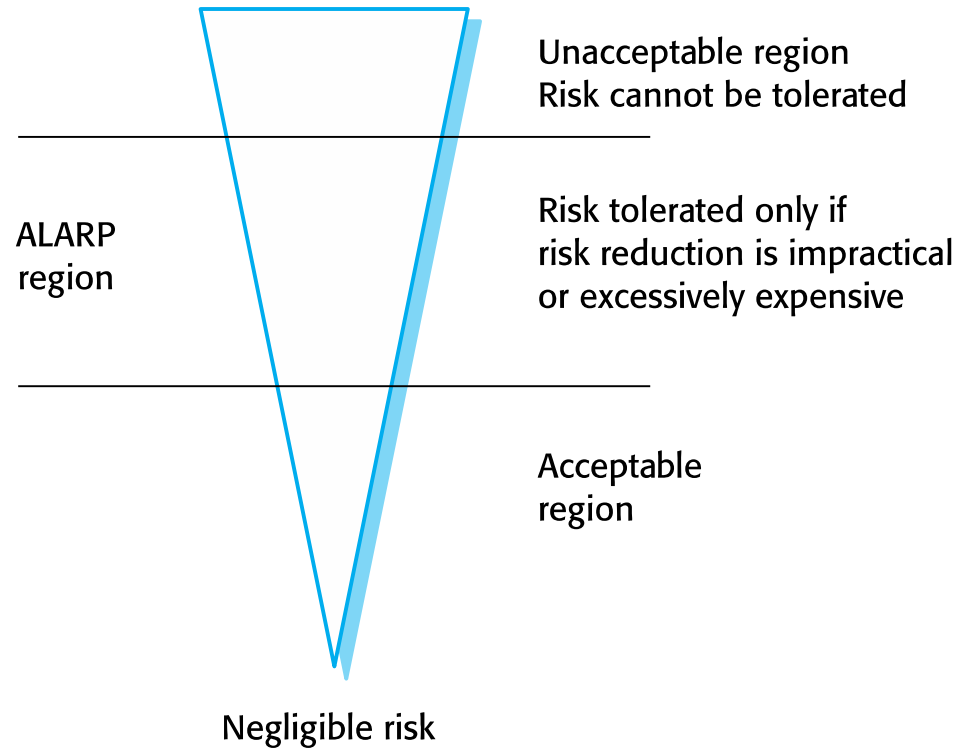 Unacceptable region
Risk cannot be tolerated
ALARP
region
Risk tolerated only if
risk reduction is impractical
or excessively expensive
Acceptable
region
Negligible risk